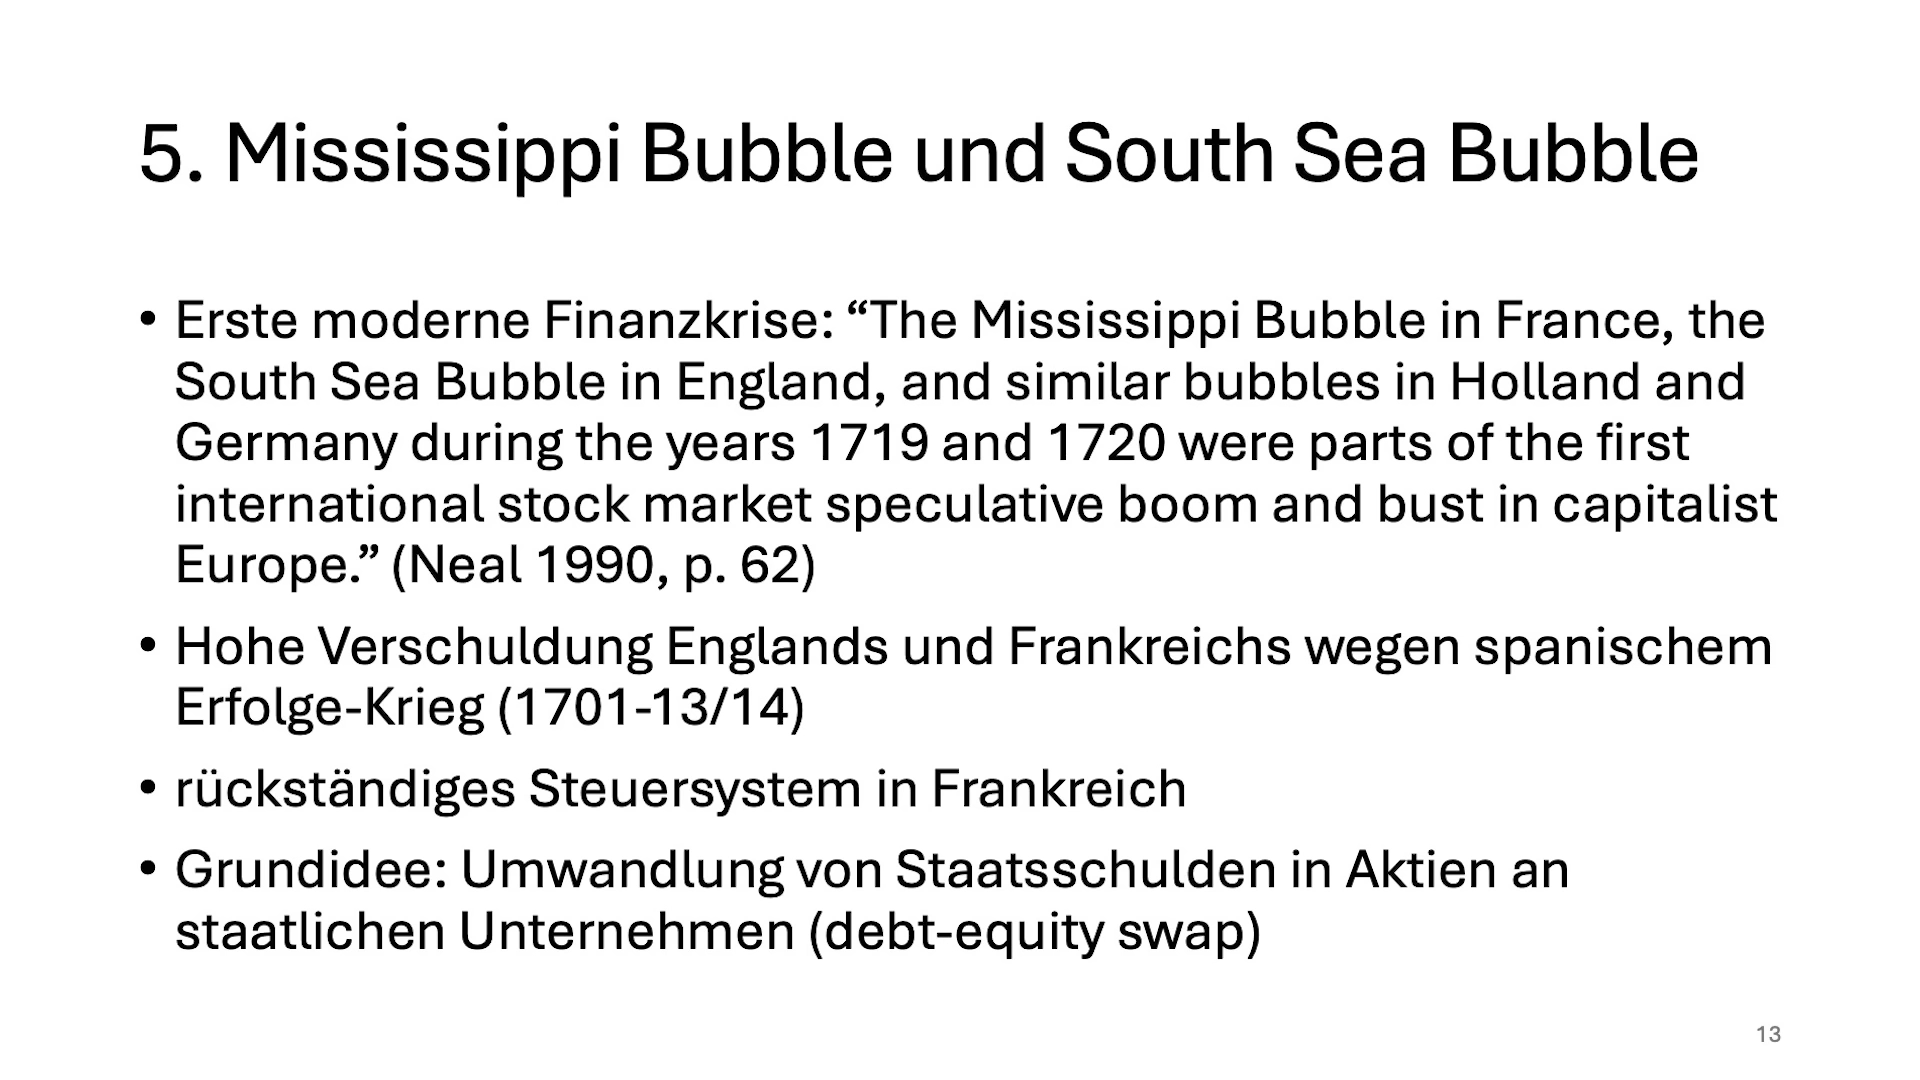 5. Mississippi Bubble und South Sea Bubble
• Erste moderne Finanzkrise: “The Mississippi Bubble in France, the
South Sea Bubble in England, and similar bubbles in Holland and
Germany during the years 1719 and 1720 were parts of the first
international stock market speculative boom and bust in capitalist
Europe.” (Neal 1990, p. 62)
• Hohe Verschuldung Englands und Frankreichs wegen spanischem
Erfolge-Krieg (1701-13/14)
• rückständiges Steuersystem in Frankreich
• Grundidee: Umwandlung von Staatsschulden in Aktien an
staatlichen Unternehmen (debt-equity swap)
13